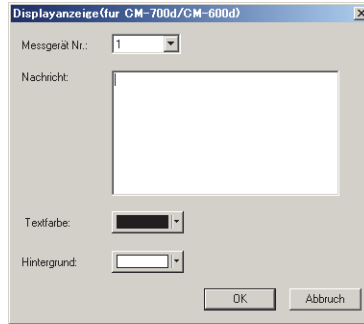 Displayanzeige(fur CM-700d/CM-600d)
Messgerät Nr.: 1
Nachricht:
Textfarbe:
Hintergrund:
OK Abbruch